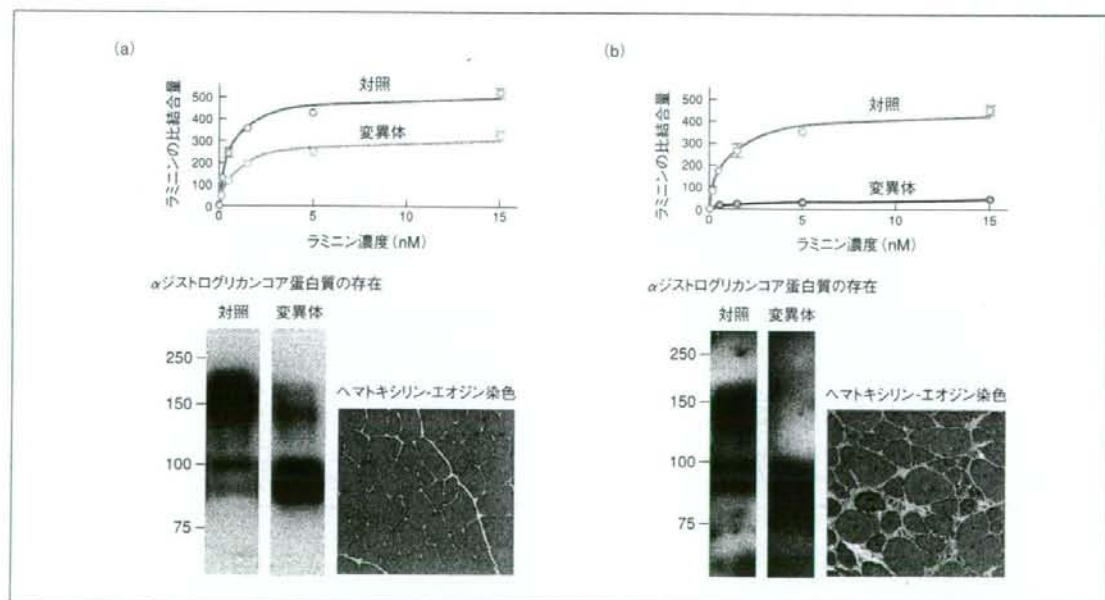 (a)
ラミニンの比結合量
500
400
300
200
100
0
対照
変異体
0
5
10
15
ラミニン濃度(nM)
αジストログリカンコア蛋白質の存在
対照 変異体
250
150
100
75
ヘマトキシリン-エオジン染色
(b)
ラミニンの比結合量
500
400
300
200
100
0
対照
変異体
0
5
10
15
ラミニン濃度(nM)
αジストログリカンコア蛋白質の存在
対照 変異体
250
150
100
75
ヘマトキシリン-エオジン染色